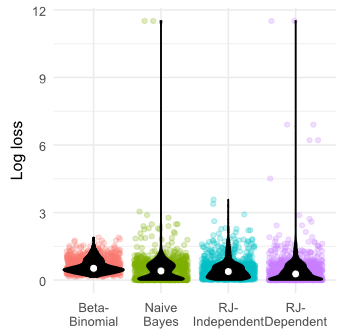 12
9
6
3
0
Log loss
Beta-
Binomial
Naive
Bayes
RJ-
Independent
RJ-
Dependent